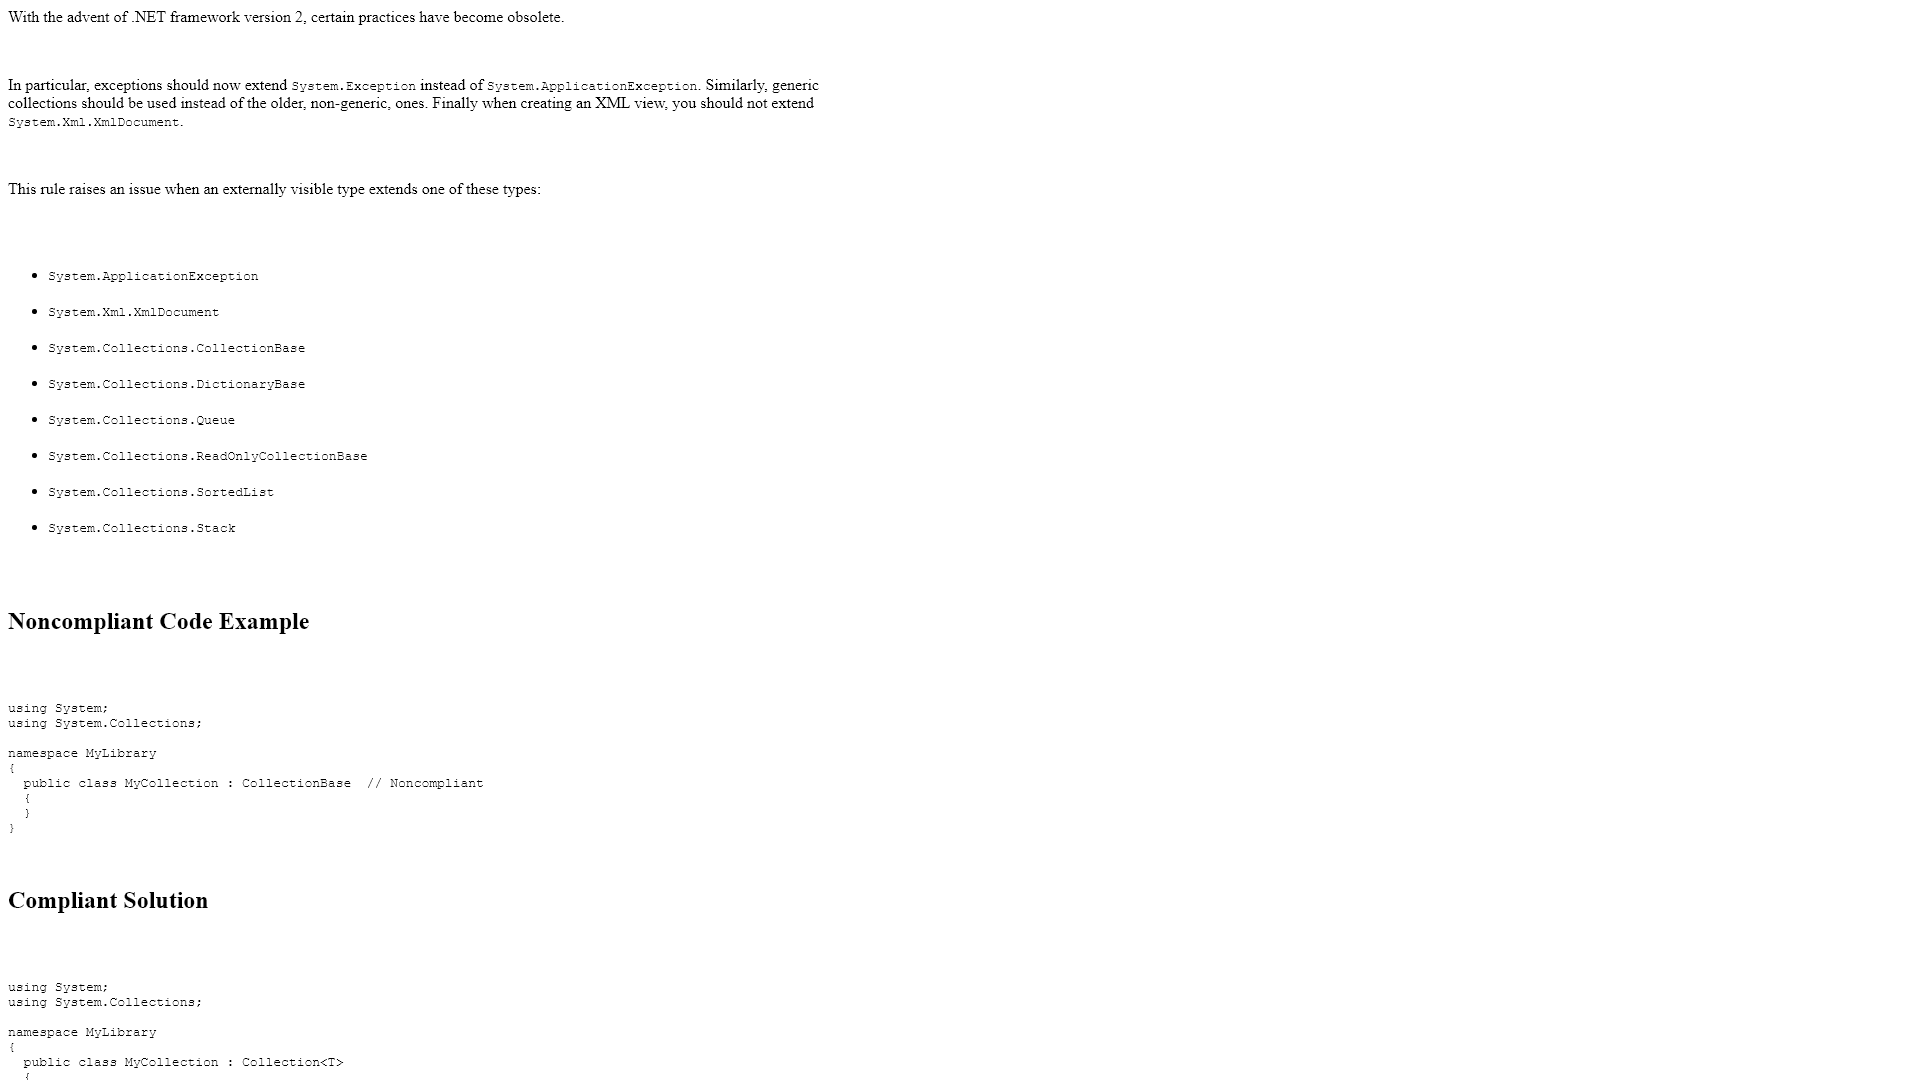 With the advent of .NET framework version 2, certain practices have become obsolete.
In particular, exceptions should now extend System.Exception instead of System.ApplicationException. Similarly, generic
collections should be used instead of the older, non-generic, ones. Finally when creating an XML view, you should not extend
System.Xml.XmlDocument.
This rule raises an issue when an externally visible type extends one of these types:
• System.ApplicationException
• System.Xml.XmlDocument
• System.Collections.CollectionBase
• System.Collections.DictionaryBase
• System.Collections.Queue
• System.Collections.ReadOnlyCollectionBase
• System.Collections.SortedList
• System.Collections.Stack
Noncompliant Code Example
using System;
using System.Collections;
namespace MyLibrary
{
  public class MyCollection : CollectionBase  // Noncompliant
  {
  }
}
Compliant Solution
using System;
using System.Collections;
namespace MyLibrary
{
  public class MyCollection : Collection<T>
  {